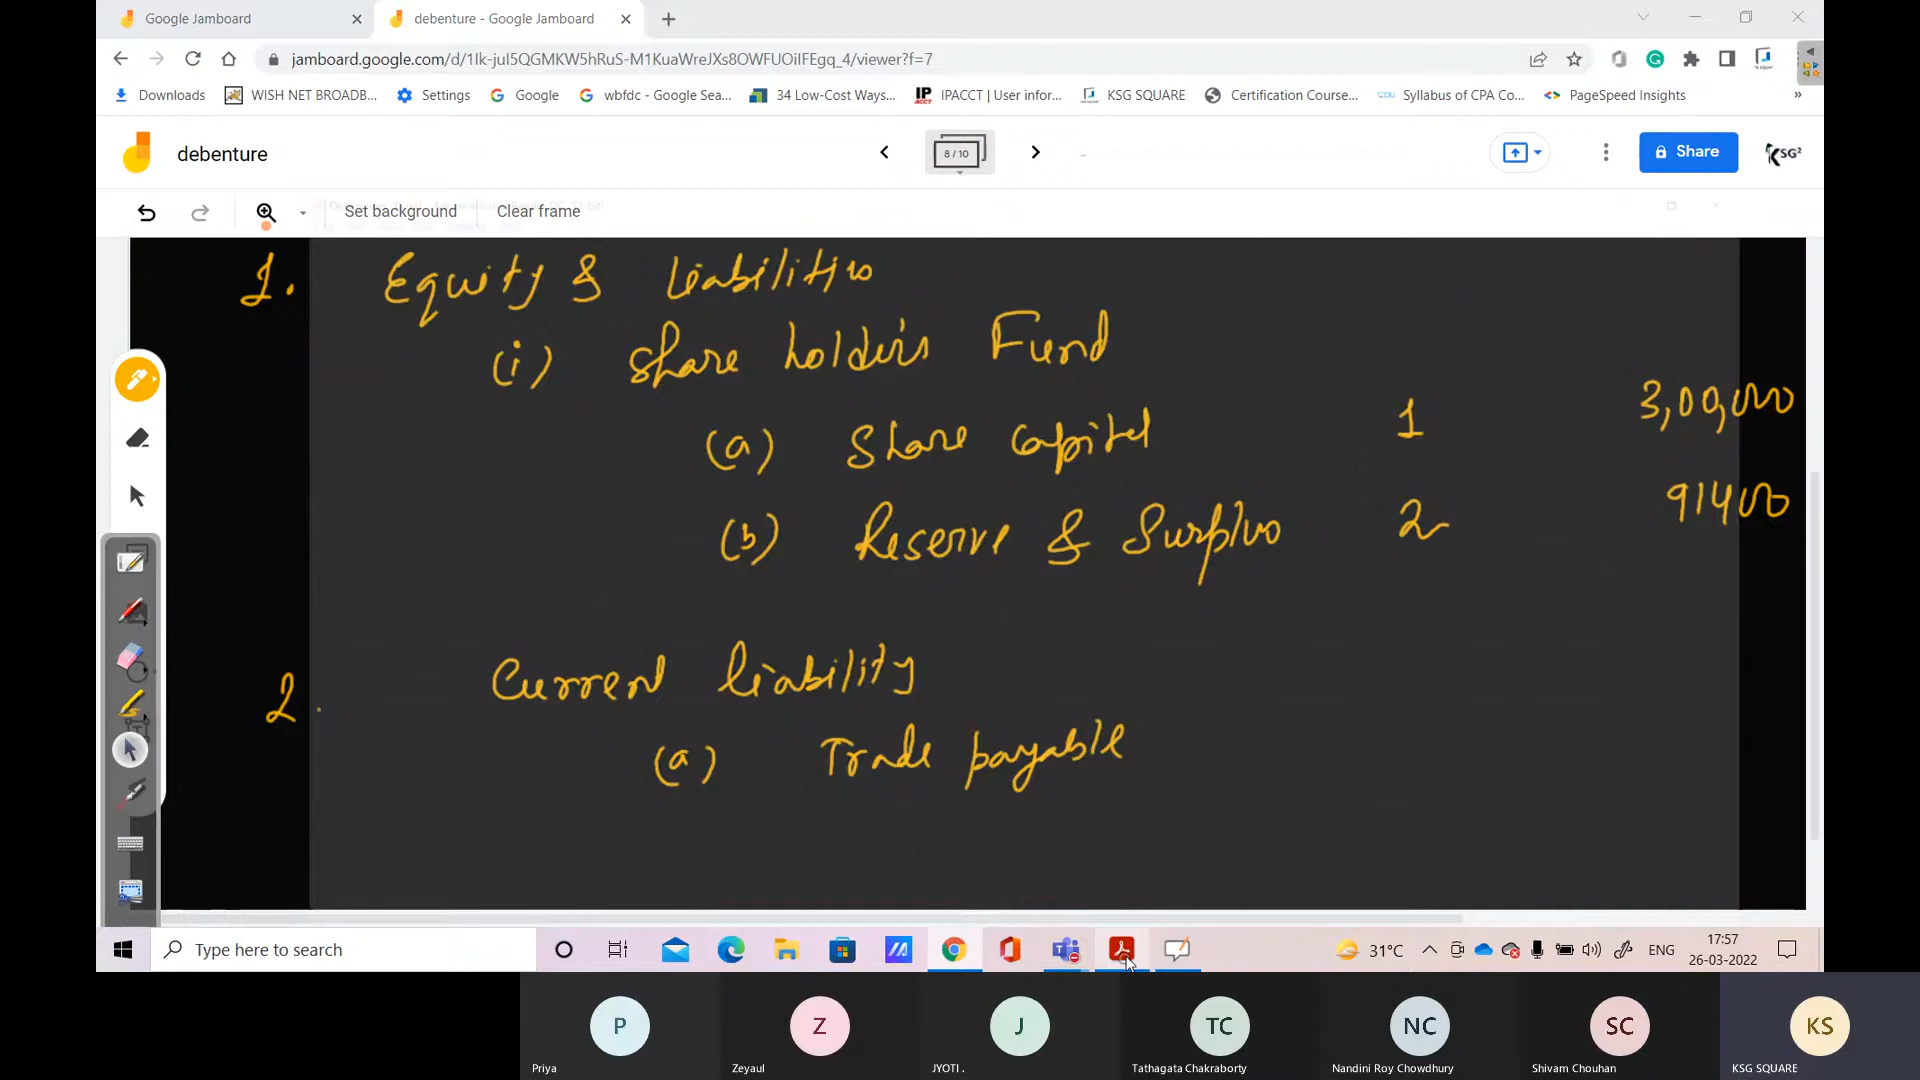 Google Jamboard
debenture - Google Jamboard
jamboard.google.com/d/1Ik-jul5QGMKW5hRuS-M1KuaWreJXs8OWFUOiIFEgq_4/viewer?f=7
Downloads WISH NET BROADB... Settings Google wbfdc - Google Sea... 34 Low-Cost Ways... IPACCT | User infor... KSG SQUARE Certification Course... Syllabus of CPA Co... PageSpeed Insights »
debenture 8 / 10 Share KSG²
Set background Clear frame
1. Equity & Liabilities
(i) Share holders Fund
(a) Share capital 1 3,00,000
(b) Reserve & Surplus 2 91400
2. Current liability
(a) Trade payable
Type here to search 31°C ENG 17:57
26-03-2022
P Z J TC NC SC KS
Priya Zeyaul JYOTI . Tathagata Chakraborty Nandini Roy Chowdhury Shivam Chouhan KSG SQUARE